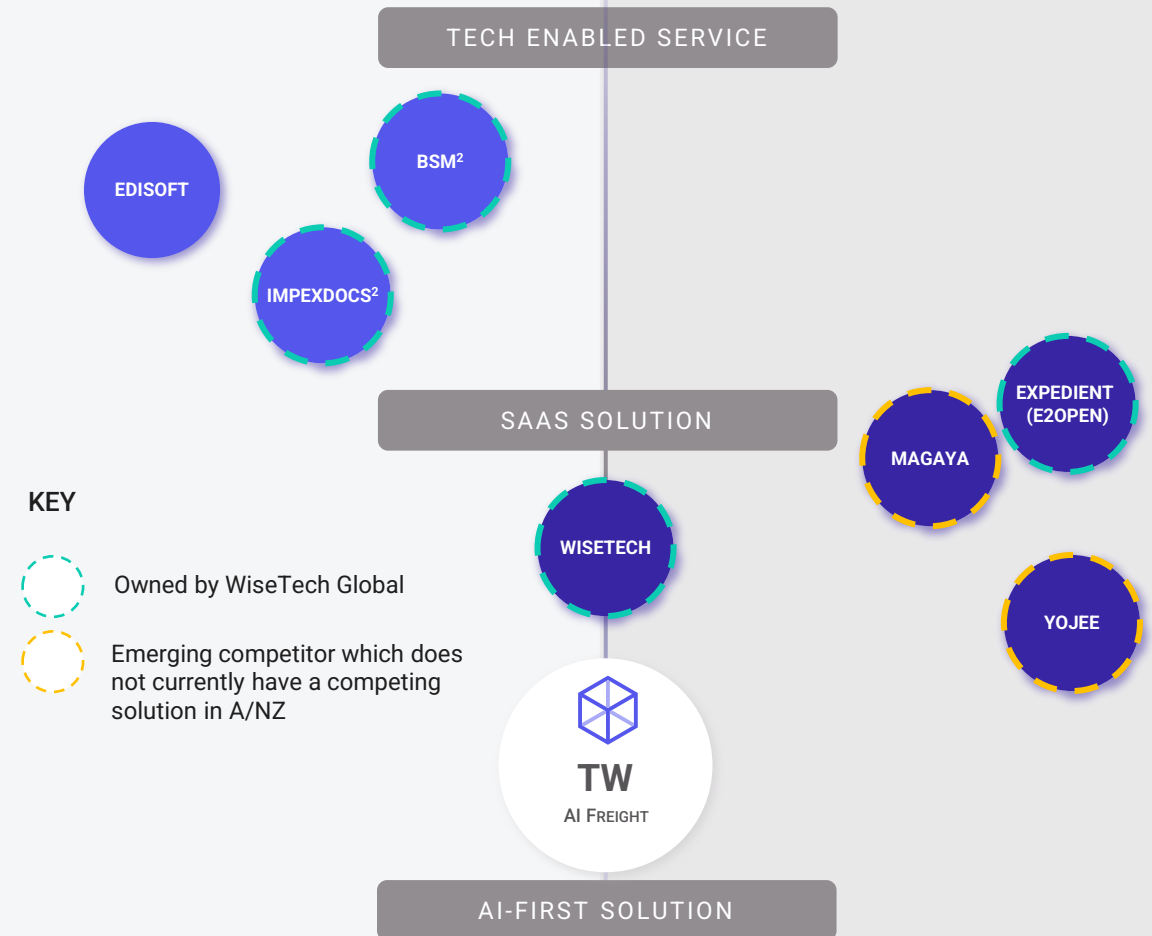 TECH ENABLED SERVICE
BSM²
EDISOFT
IMPEXDOCS²
EXPEDIENT
(E2OPEN)
SAAS SOLUTION
MAGAYA
KEY
WISETECH
Owned by WiseTech Global
YOJEE
Emerging competitor which does
not currently have a competing
solution in A/NZ
TW
AI FREIGHT
AI-FIRST SOLUTION